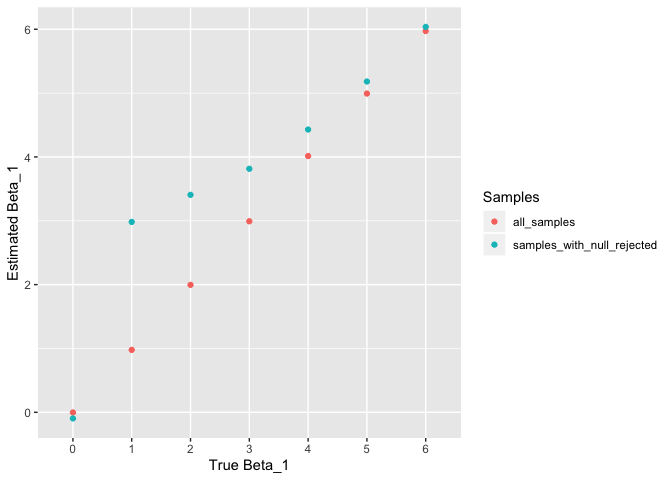 6
4
2
0
Estimated Beta_1
0 1 2 3 4 5 6
True Beta_1
Samples
all_samples
samples_with_null_rejected